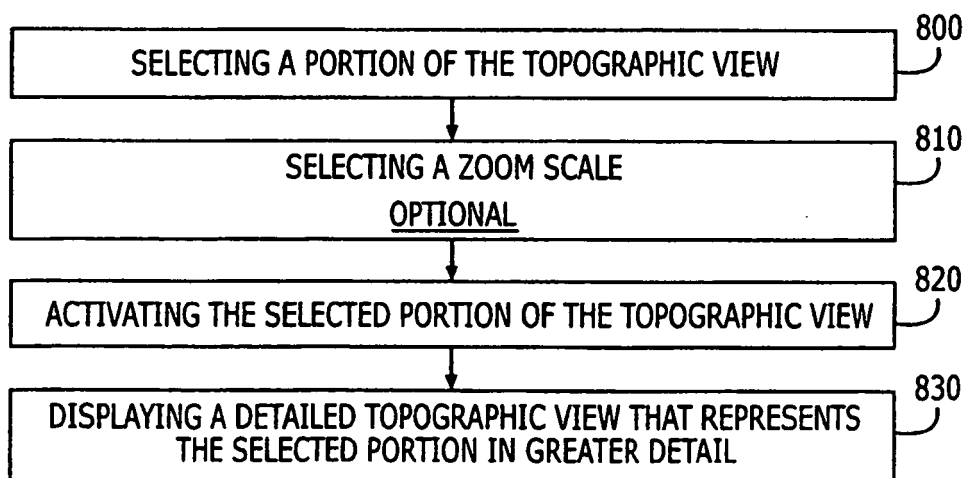 800
SELECTING A PORTION OF THE TOPOGRAPHIC VIEW
810
SELECTING A ZOOM SCALE
OPTIONAL
820
ACTIVATING THE SELECTED PORTION OF THE TOPOGRAPHIC VIEW
830
DISPLAYING A DETAILED TOPOGRAPHIC VIEW THAT REPRESENTS
THE SELECTED PORTION IN GREATER DETAIL